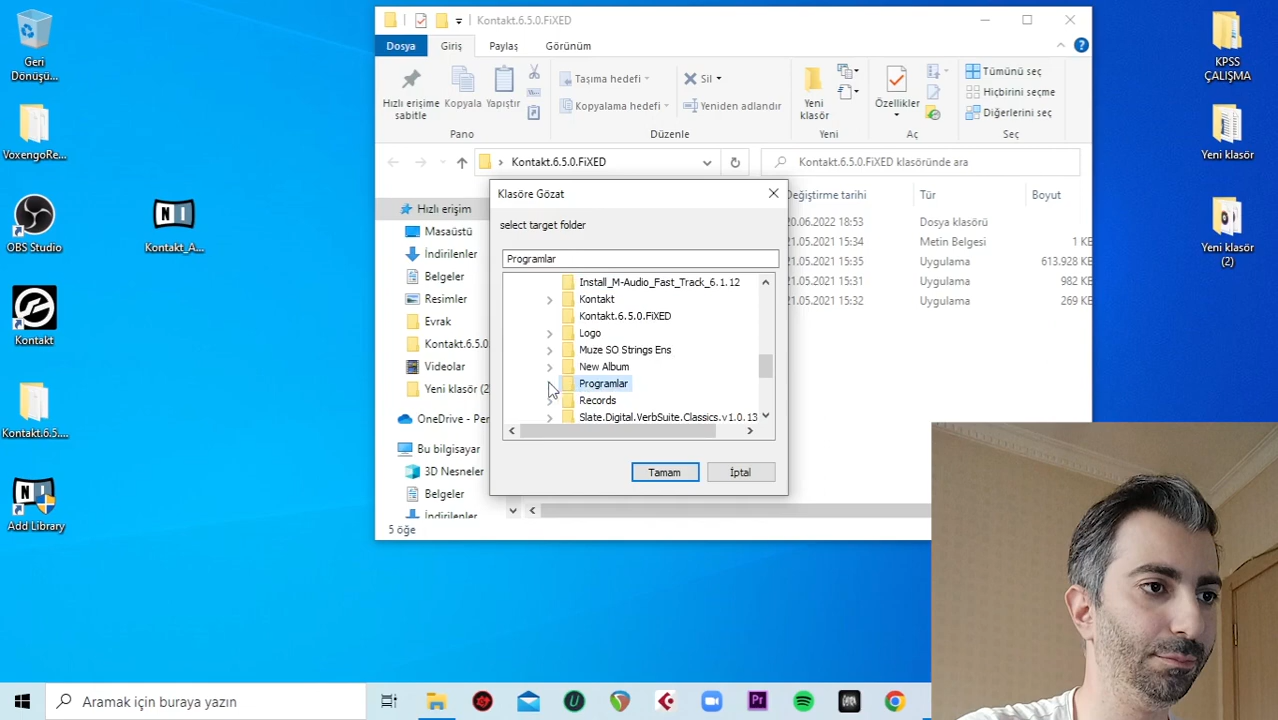 Geri
Dönüşü...
VoxengoRe...
OBS Studio
Kontakt
Kontakt.6.5....
Add Library
Kontakt_A...
KPSS
ÇALIŞMA
Yeni klasör
Yeni klasör
(2)
Kontakt.6.5.0.FiXED
Dosya
Giriş
Paylaş
Görünüm
Hızlı erişime
sabitle
Kopyala
Yapıştır
Pano
Taşıma hedefi
Kopyalama hedefi
Sil
Yeniden adlandır
Düzenle
Yeni
klasör
Yeni
Özellikler
Aç
Tümünü seç
Hiçbirini seçme
Diğerlerini seç
Seç
Kontakt.6.5.0.FiXED
Kontakt.6.5.0.FiXED klasöründe ara
Hızlı erişim
Masaüstü
İndirilenler
Belgeler
Resimler
Evrak
Kontakt.6.5.0
Videolar
Yeni klasör (2
OneDrive - Per
Bu bilgisayar
3D Nesneler
Belgeler
İndirilenler
5 öğe
Değiştirme tarihi Tür Boyut
20.06.2022 18:53 Dosya klasörü
21.05.2021 15:34 Metin Belgesi 1 KB
21.05.2021 15:35 Uygulama 613.928 KB
21.05.2021 15:31 Uygulama 982 KB
21.05.2021 15:32 Uygulama 269 KB
Klasöre Gözat
select target folder
Programlar
Install_M-Audio_Fast_Track_6.1.12
Kontakt
Kontakt.6.5.0.FiXED
Logo
Muze SO Strings Ens
New Album
Programlar
Records
Slate.Digital.VerbSuite.Classics.v1.0.13
Tamam
İptal
Aramak için buraya yazın